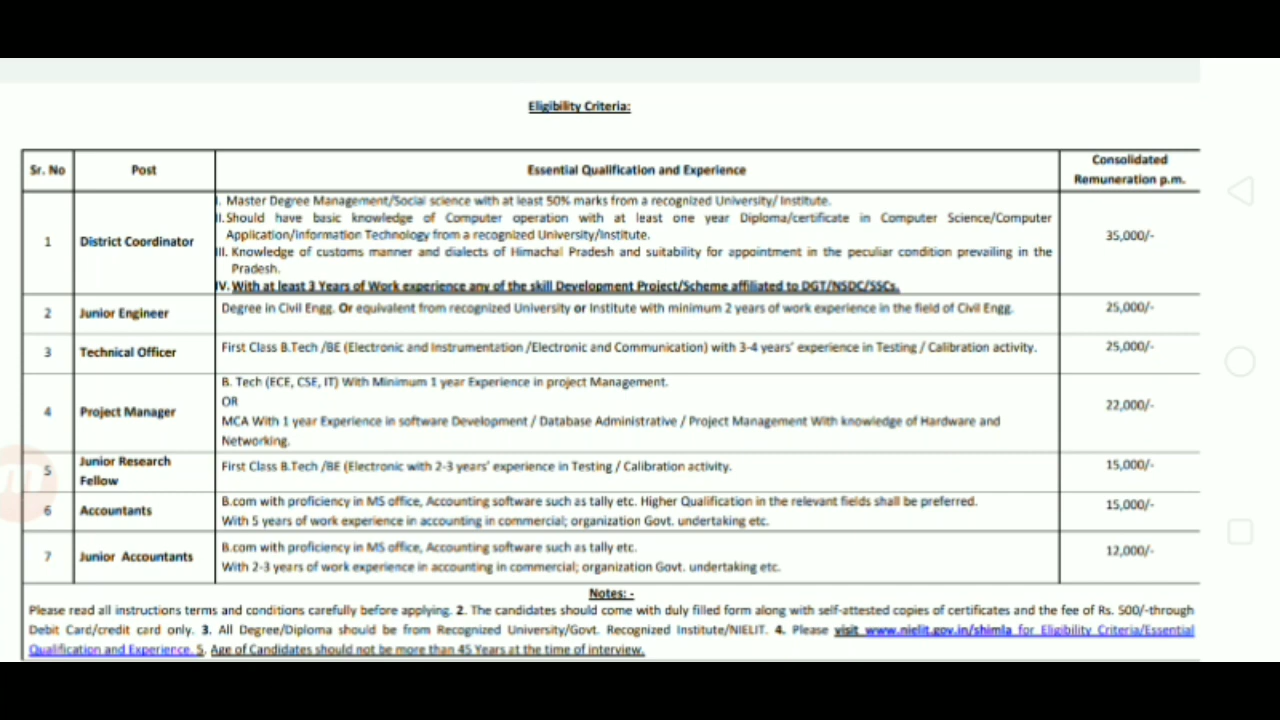 Eligibility Criteria:
Sr. No Post Essential Qualification and Experience Consolidated Remuneration p.m.
1 District Coordinator 35,000/-
I. Master Degree Management/Social science with at least 50% marks from a recognized University/ Institute.
II.Should have basic knowledge of Computer operation with at least one year Diploma/certificate in Computer Science/Computer
Application/Information Technology from a recognized University/Institute.
III. Knowledge of customs manner and dialects of Himachal Pradesh and suitability for appointment in the peculiar condition prevailing in the
Pradesh.
IV. With at least 3 Years of Work experience any of the skill Development Project/Scheme affiliated to DGT/NSDC/SSCs.
2 Junior Engineer Degree in Civil Engg. Or equivalent from recognized University or Institute with minimum 2 years of work experience in the field of Civil Engg. 25,000/-
3 Technical Officer First Class B.Tech /BE (Electronic and Instrumentation /Electronic and Communication) with 3-4 years' experience in Testing / Calibration activity. 25,000/-
4 Project Manager 22,000/-
B. Tech (ECE, CSE, IT) With Minimum 1 year Experience in project Management.
OR
MCA With 1 year Experience in software Development / Database Administrative / Project Management With knowledge of Hardware and
Networking.
5 Junior Research Fellow First Class B.Tech /BE (Electronic with 2-3 years' experience in Testing / Calibration activity. 15,000/-
6 Accountants 15,000/-
B.com with proficiency in MS office, Accounting software such as tally etc. Higher Qualification in the relevant fields shall be preferred.
With 5 years of work experience in accounting in commercial; organization Govt. undertaking etc.
7 Junior Accountants 12,000/-
B.com with proficiency in MS office, Accounting software such as tally etc.
With 2-3 years of work experience in accounting in commercial; organization Govt. undertaking etc.
Notes: -
Please read all instructions terms and conditions carefully before applying. 2. The candidates should come with duly filled form along with self-attested copies of certificates and the fee of Rs. 500/-through
Debit Card/credit card only. 3. All Degree/Diploma should be from Recognized University/Govt. Recognized Institute/NIELIT. 4. Please visit www.nielit.gov.in/shimla for Eligibility Criteria/Essential
Qualification and Experience. 5. Age of Candidates should not be more than 45 Years at the time of interview.